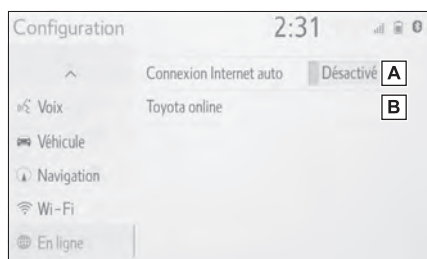 Configuration 2:31
Connexion Internet auto Désactivé A
Voix
Toyota online B
Véhicule
Navigation
Wi-Fi
En ligne